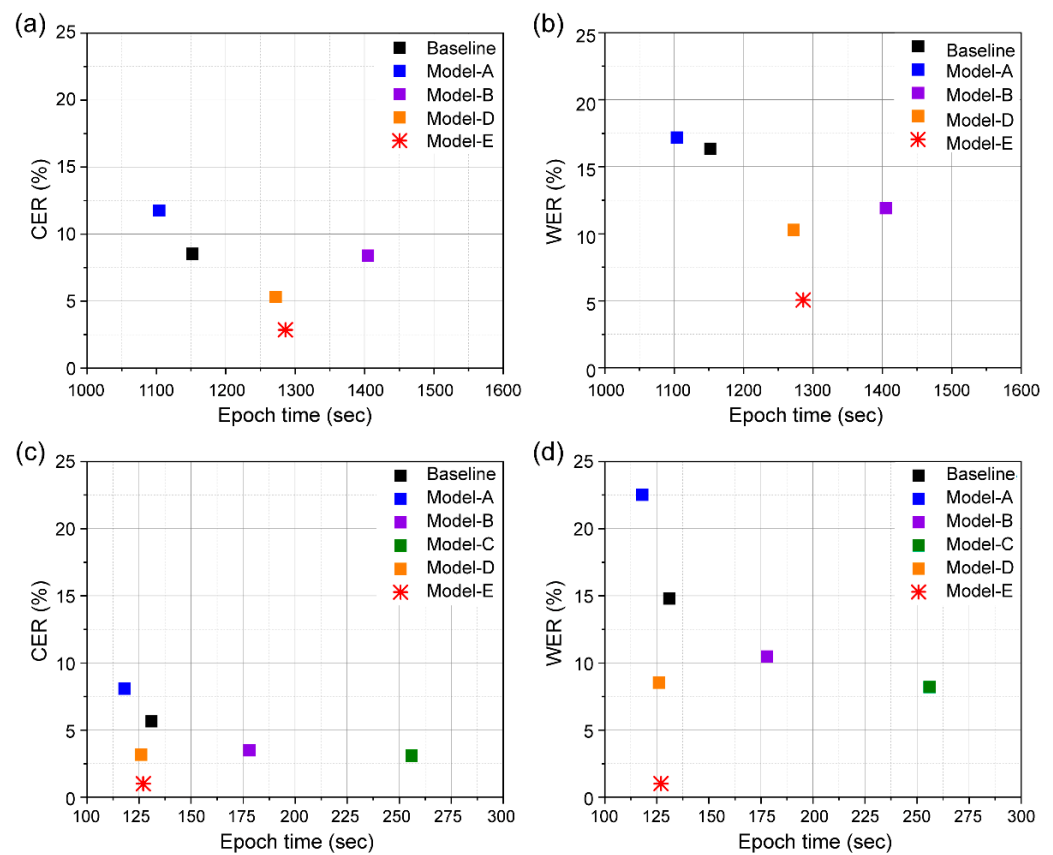 (a)
CER (%)
25
20
15
10
5
0
Baseline
Model-A
Model-B
Model-D
Model-E
1000 1100 1200 1300 1400 1500 1600
Epoch time (sec)
(b)
WER (%)
25
20
15
10
5
0
Baseline
Model-A
Model-B
Model-D
Model-E
1000 1100 1200 1300 1400 1500 1600
Epoch time (sec)
(c)
CER (%)
25
20
15
10
5
0
Baseline
Model-A
Model-B
Model-C
Model-D
Model-E
100 125 150 175 200 225 250 275 300
Epoch time (sec)
(d)
WER (%)
25
20
15
10
5
0
Baseline
Model-A
Model-B
Model-C
Model-D
Model-E
100 125 150 175 200 225 250 275 300
Epoch time (sec)